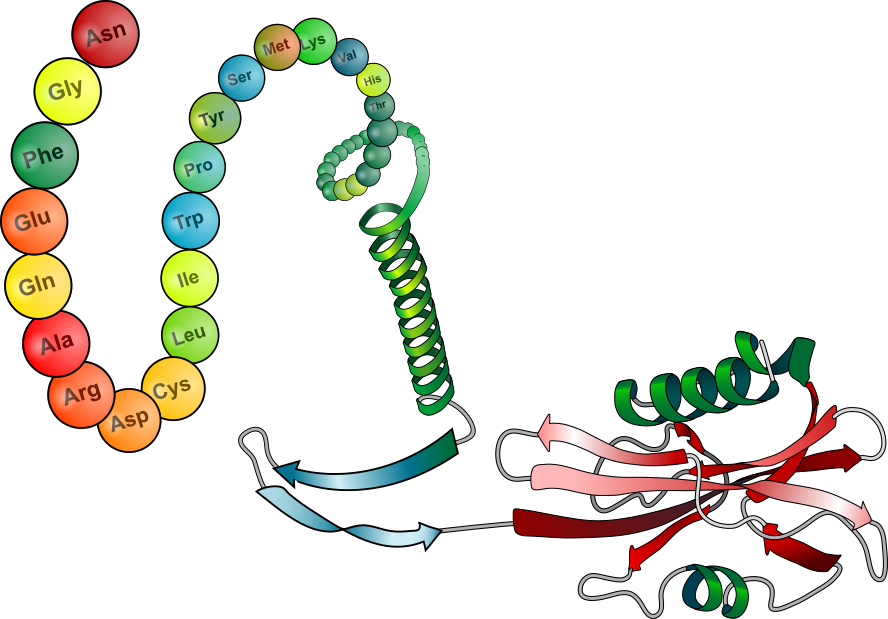 Asn
Gly
Phe
Glu
Gln
Ala
Arg
Asp
Cys
Leu
Ile
Trp
Pro
Tyr
Ser
Met
Lys
Val
His
Thr